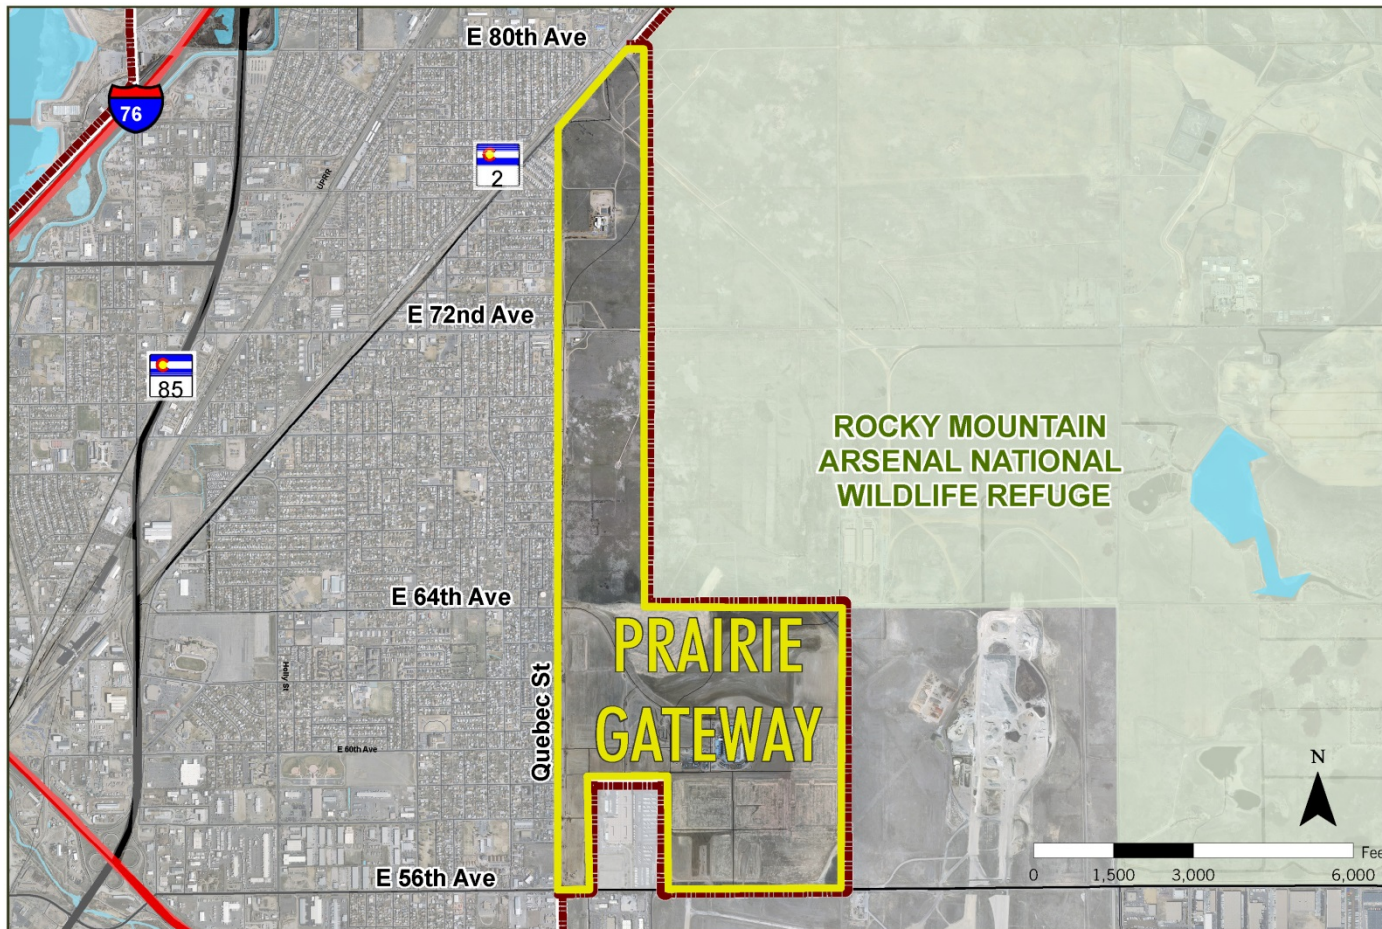 E 80th Ave
76
2
UPRR
E 72nd Ave
85
ROCKY MOUNTAIN
ARSENAL NATIONAL
WILDLIFE REFUGE
E 64th Ave
PRAIRIE
GATEWAY
Holly St
Quebec St
E 60th Ave
N
Fee
0 1,500 3,000 6,000
E 56th Ave